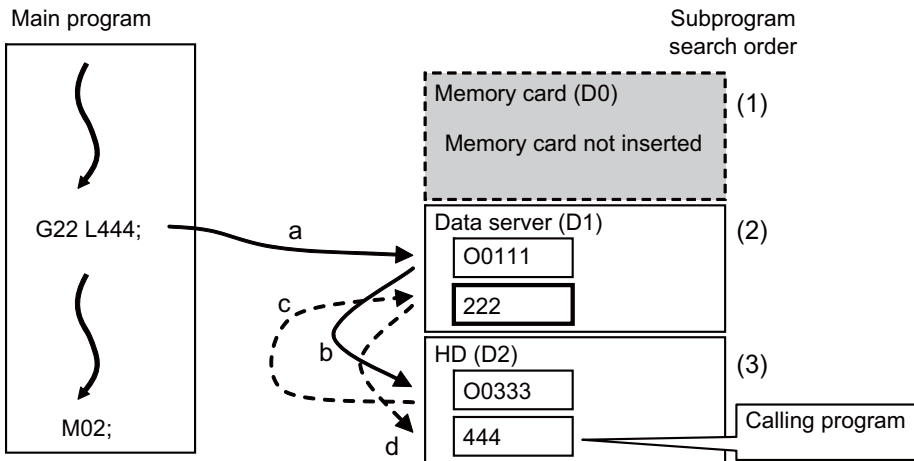 Main program
Subprogram
search order
Memory card (D0)
(1)
Memory card not inserted
G22 L444;
a
Data server (D1)
(2)
O0111
c
222
b
HD (D2)
(3)
O0333
M02;
d
444
Calling program